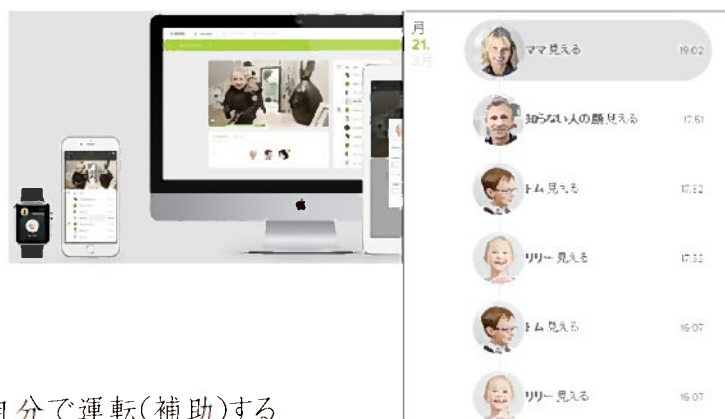 月
21.
3月
ママ 見える
19:02
知らない人の顔 見える
17:51
トム 見える
リリー 見える
17:32
トム 見える
16:07
リリー 見える
16:07
自分で運転(補助)する